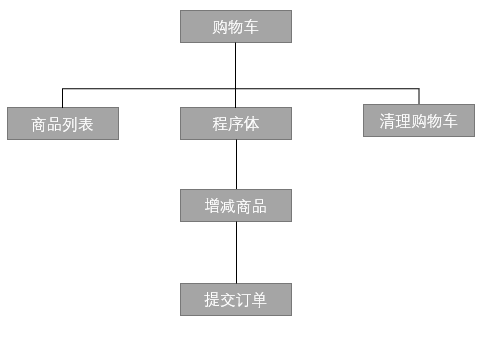 购物车
商品列表
程序体
清理购物车
增减商品
提交订单